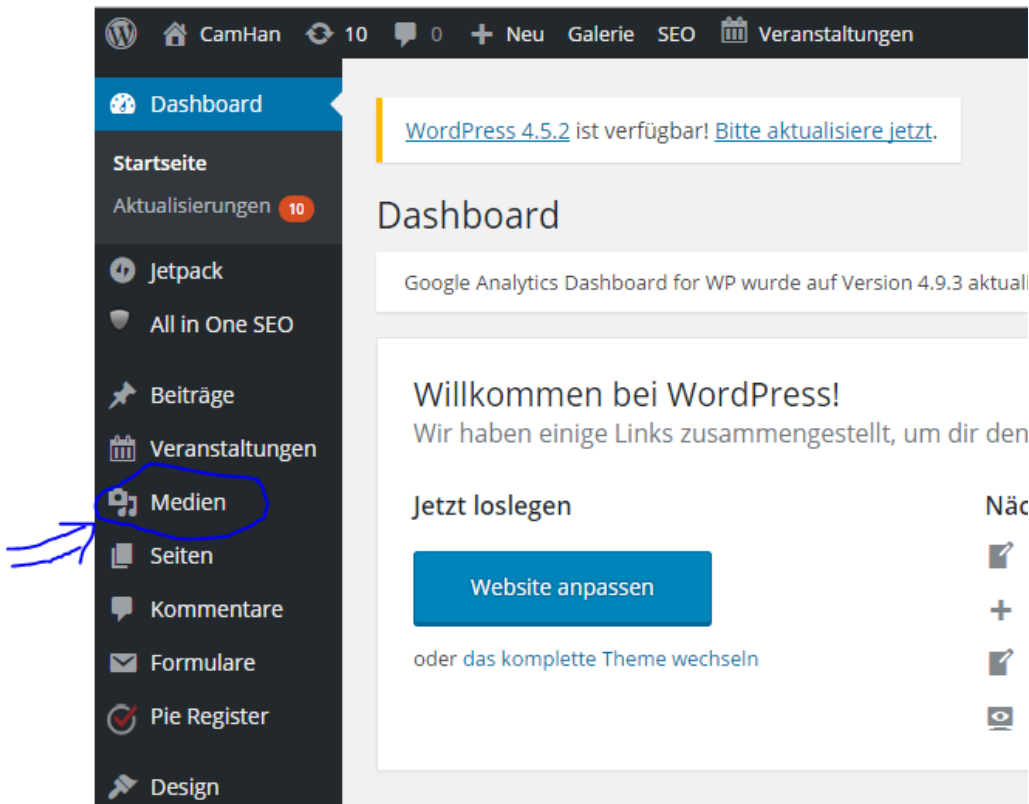 CamHan 10 0 Neu Galerie SEO Veranstaltungen
Dashboard
Startseite
Aktualisierungen 10
Jetpack
All in One SEO
Beiträge
Veranstaltungen
Medien
Seiten
Kommentare
Formulare
Pie Register
Design
WordPress 4.5.2 ist verfügbar! Bitte aktualisiere jetzt.
Dashboard
Google Analytics Dashboard for WP wurde auf Version 4.9.3 aktuali
Willkommen bei WordPress!
Wir haben einige Links zusammengestellt, um dir den
Jetzt loslegen
Näc
Website anpassen
oder das komplette Theme wechseln